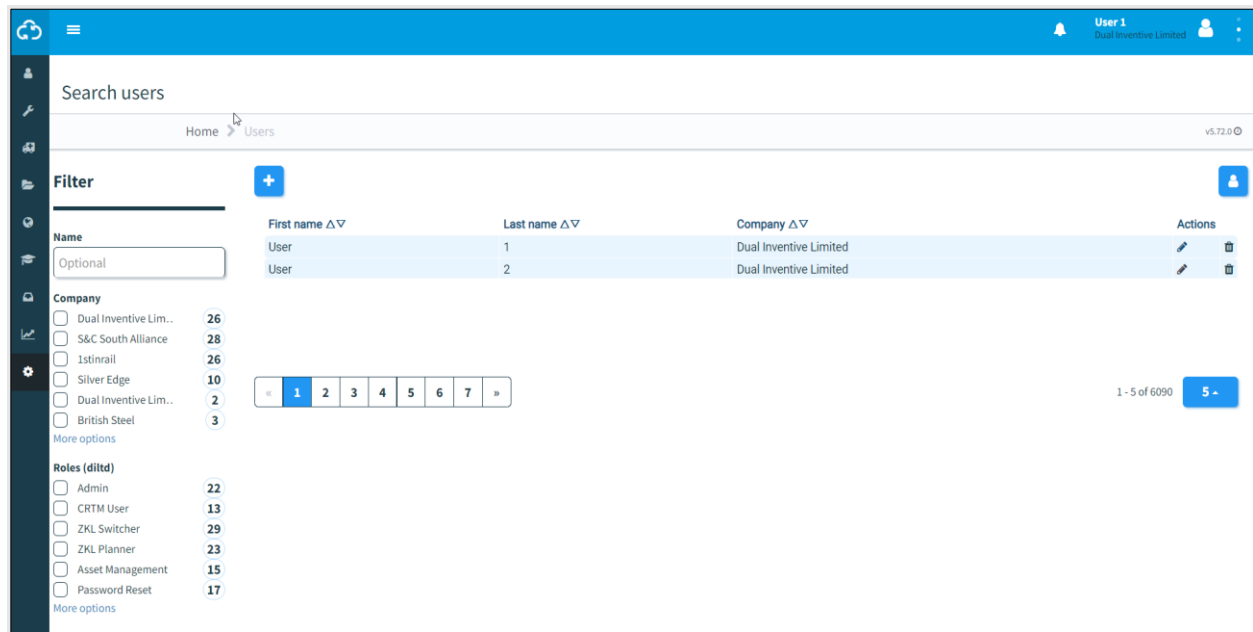 User 1
Dual Inventive Limited
Search users
Home
Users
v5.72.0
Filter
Name
Optional
Company
Dual Inventive Lim.. 26
S&C South Alliance 28
1stinrail 26
Silver Edge 10
Dual Inventive Lim.. 2
British Steel 3
More options
Roles (diltd)
Admin 22
CRTM User 13
ZKL Switcher 29
ZKL Planner 23
Asset Management 15
Password Reset 17
More options
First name Last name Company Actions
User 1 Dual Inventive Limited
User 2 Dual Inventive Limited
« 1 2 3 4 5 6 7 »
1 - 5 of 6090 5